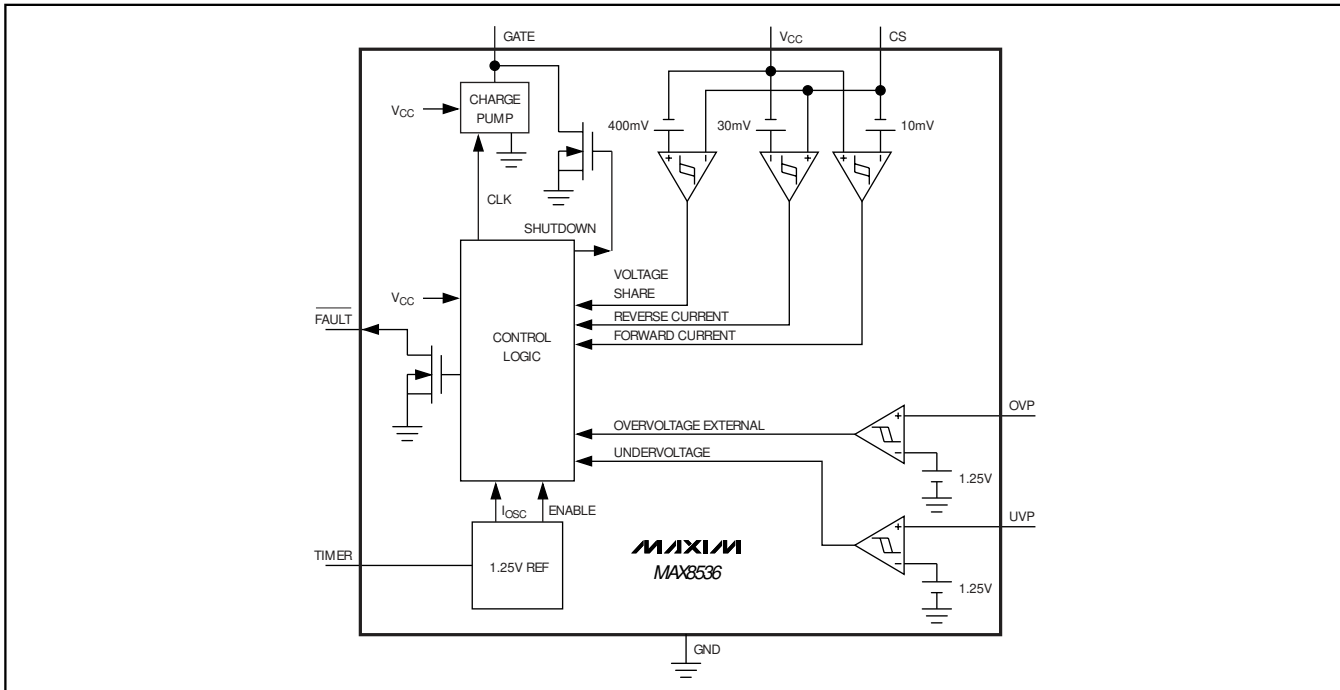 GATE
VCC
CS
CHARGE
PUMP
VCC
400mV
30mV
10mV
+
−
−
+
+
−
CLK
SHUTDOWN
VOLTAGE
SHARE
VCC
REVERSE CURRENT
FAULT
FORWARD CURRENT
CONTROL
LOGIC
OVP
+
OVERVOLTAGE EXTERNAL
−
UNDERVOLTAGE
1.25V
IOSC
ENABLE
UVP
+
MAXIM
TIMER
1.25V REF
−
MAX8536
1.25V
GND